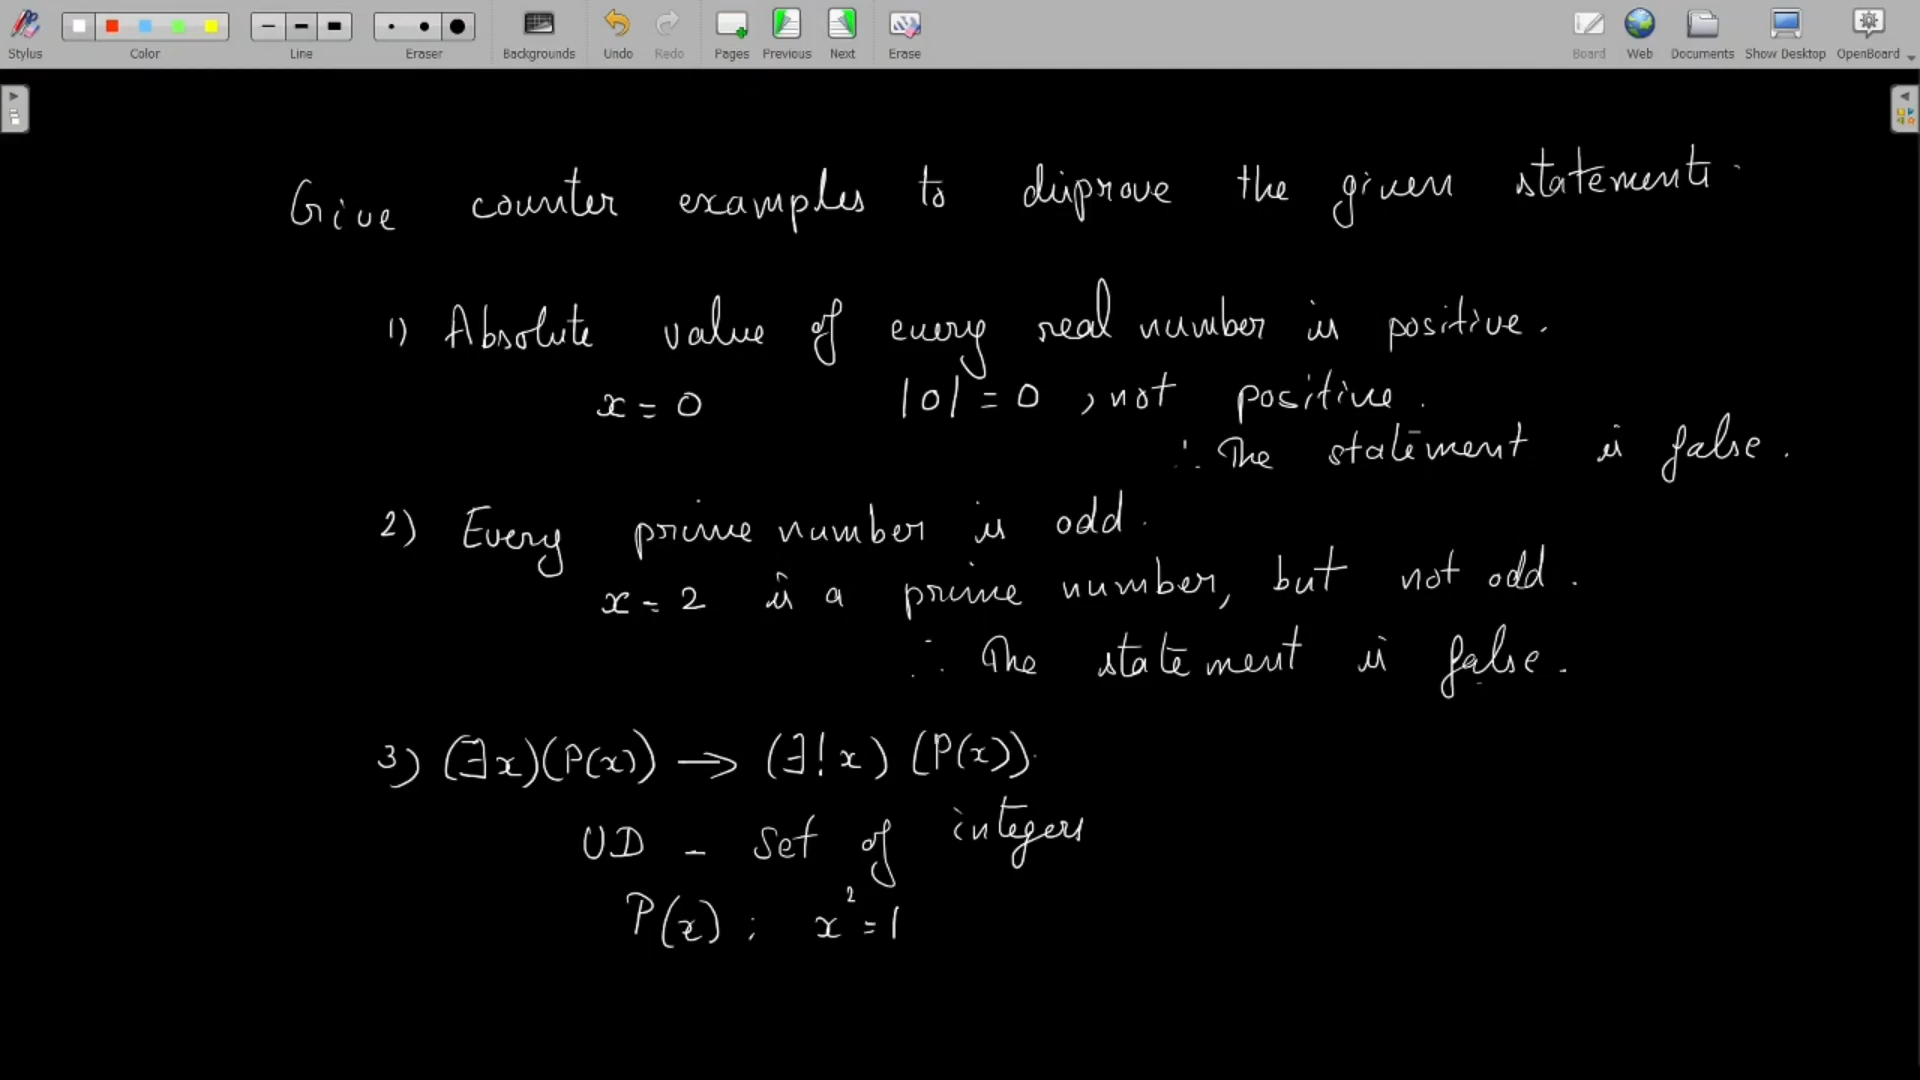 Stylus Color Line Eraser Backgrounds Undo Redo Pages Previous Next Erase Board Web Documents Show Desktop OpenBoard
Give counter examples to disprove the given statements.
1) Absolute value of every real number is positive.
x = 0 |0| = 0 , not positive.
∴ The statement is false.
2) Every prime number is odd.
x = 2 is a prime number, but not odd.
∴ The statement is false.
3) (∃x)(P(x)) → (∃!x) (P(x)).
UD - Set of integers
P(x) : x² = 1